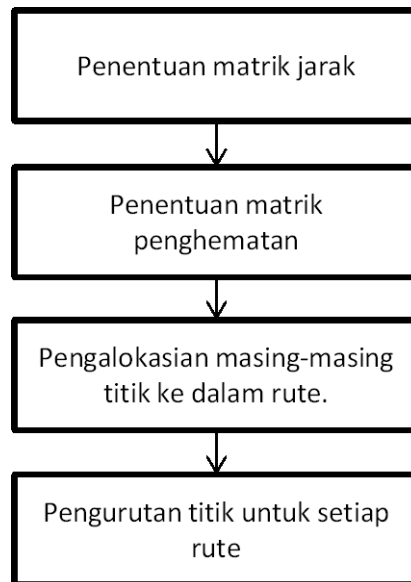 Penentuan matrik jarak
Penentuan matrik
penghematan
Pengalokasian masing-masing
titik ke dalam rute.
Pengurutan titik untuk setiap
rute